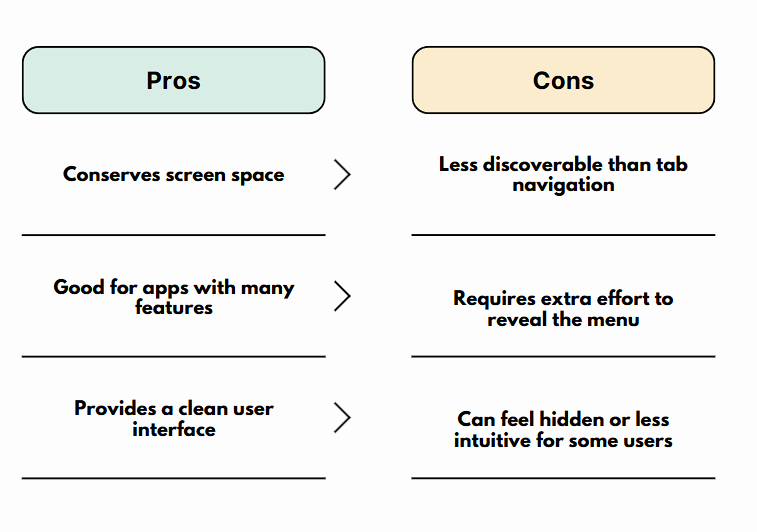 Pros
Cons
Conserves screen space
Less discoverable than tab
navigation
Good for apps with many
features
Requires extra effort to
reveal the menu
Provides a clean user
interface
Can feel hidden or less
intuitive for some users